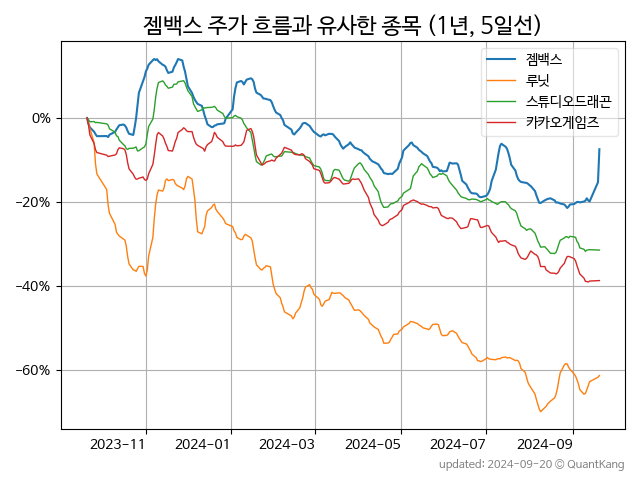 젬백스 주가 흐름과 유사한 종목 (1년, 5일선)
젬백스
루닛
스튜디오드래곤
카카오게임즈
0%
−20%
−40%
−60%
2023-11 2024-01 2024-03 2024-05 2024-07 2024-09
updated: 2024-09-20 © QuantKang